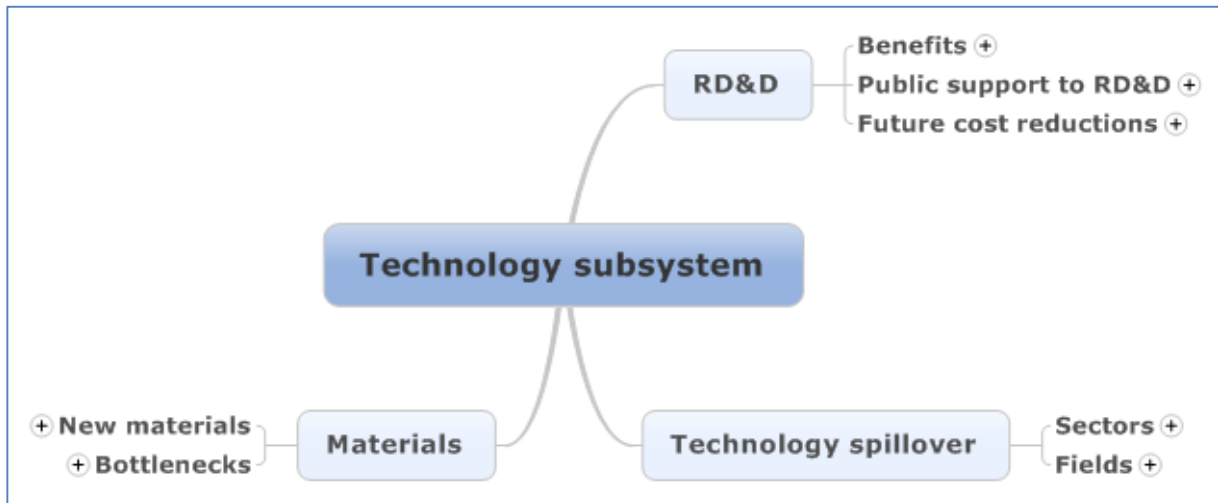 Benefits
RD&D
Public support to RD&D
Future cost reductions
Technology subsystem
New materials
Materials
Bottlenecks
Technology spillover
Sectors
Fields